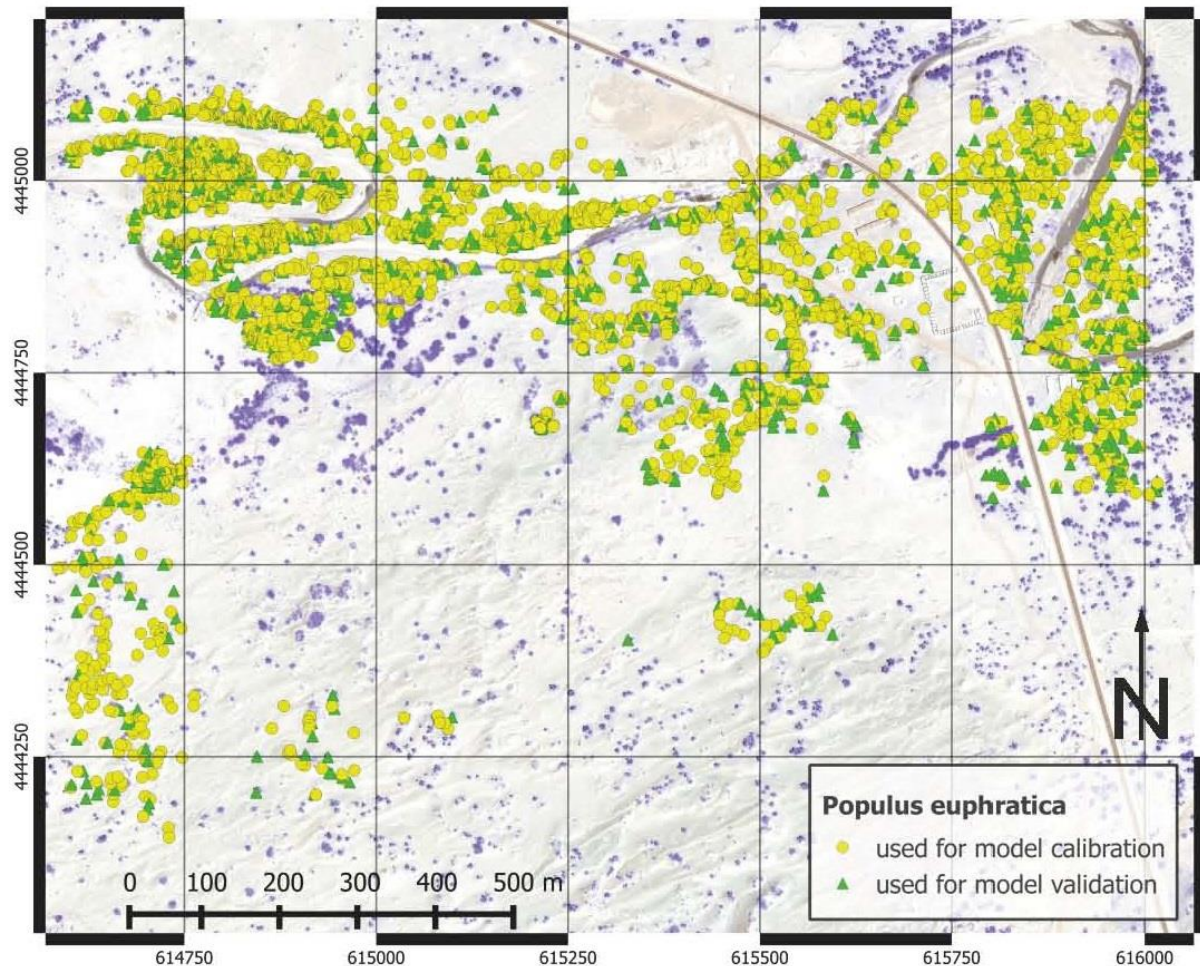 4445000
4444750
4444500
4444250
N
Populus euphratica
used for model calibration
used for model validation
0 100 200 300 400 500 m
614750 615000 615250 615500 615750 616000